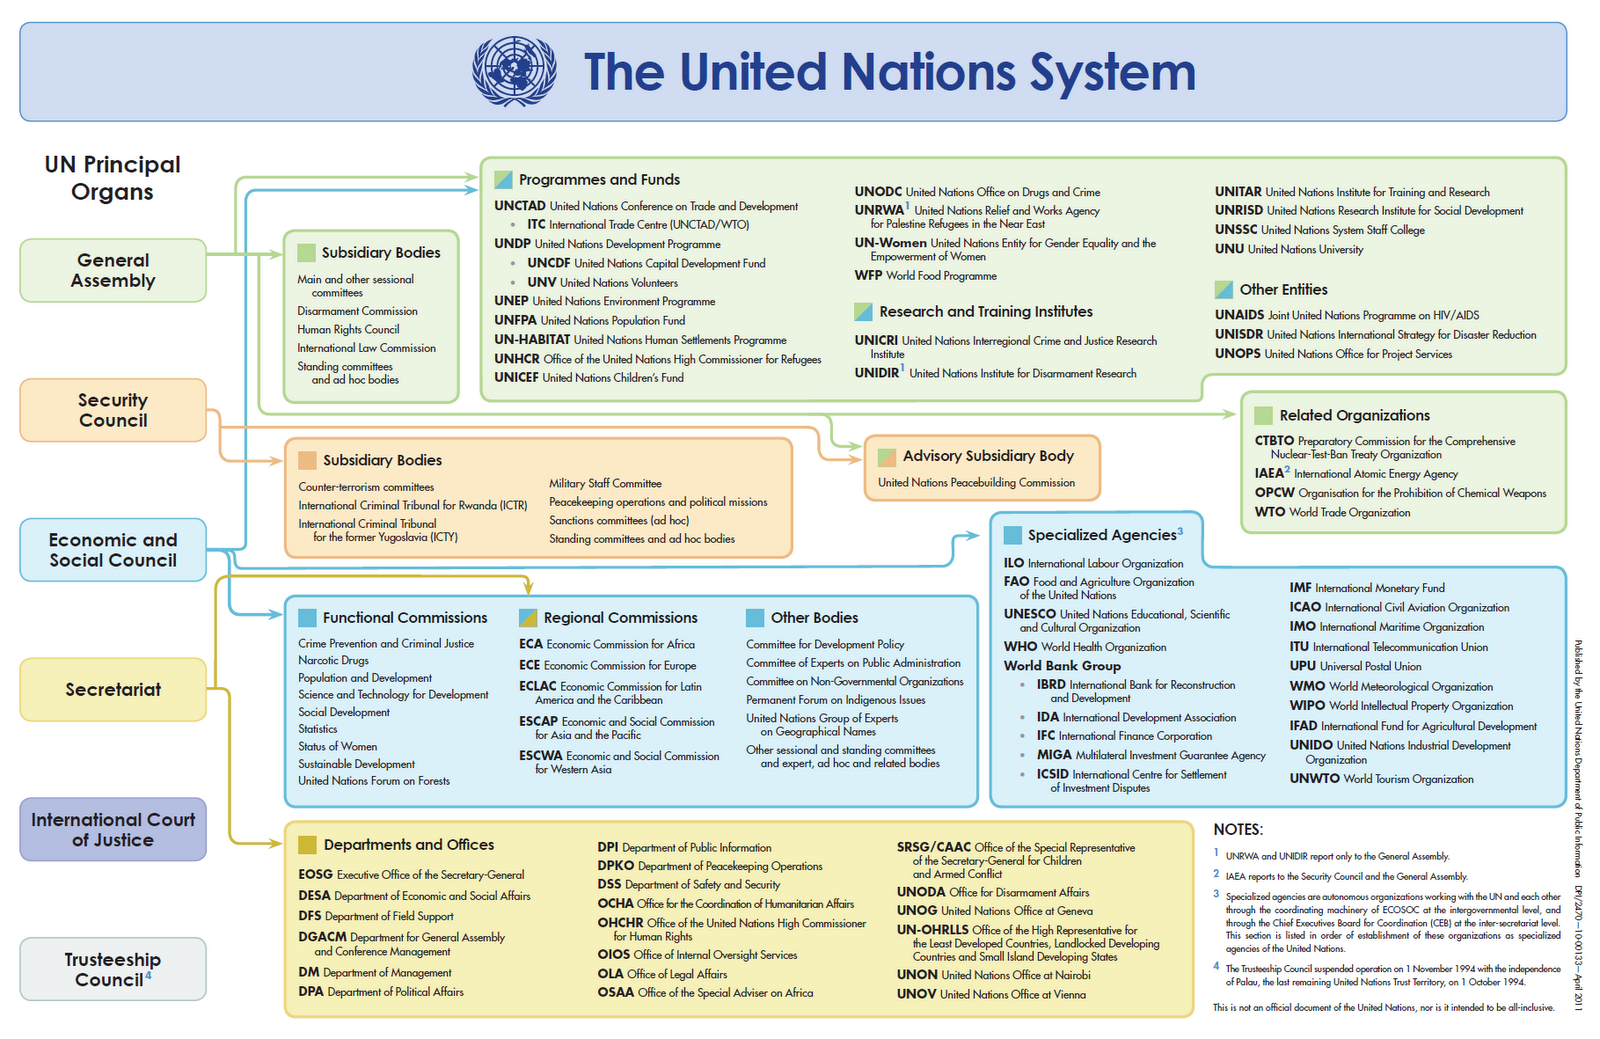 The United Nations System
UN Principal
Organs
General
Assembly
Security
Council
Economic and
Social Council
Secretariat
International Court
of Justice
Trusteeship
Council4
Subsidiary Bodies
Main and other sessional
committees
Disarmament Commission
Human Rights Council
International Law Commission
Standing committees
and ad hoc bodies
Programmes and Funds
UNCTAD United Nations Conference on Trade and Development
• ITC International Trade Centre (UNCTAD/WTO)
UNDP United Nations Development Programme
• UNCDF United Nations Capital Development Fund
• UNV United Nations Volunteers
UNEP United Nations Environment Programme
UNFPA United Nations Population Fund
UN-HABITAT United Nations Human Settlements Programme
UNHCR Office of the United Nations High Commissioner for Refugees
UNICEF United Nations Children's Fund
UNODC United Nations Office on Drugs and Crime
UNRWA1 United Nations Relief and Works Agency
for Palestine Refugees in the Near East
UN-Women United Nations Entity for Gender Equality and the
Empowerment of Women
WFP World Food Programme
Research and Training Institutes
UNICRI United Nations Interregional Crime and Justice Research
Institute
UNIDIR1 United Nations Institute for Disarmament Research
UNITAR United Nations Institute for Training and Research
UNRISD United Nations Research Institute for Social Development
UNSSC United Nations System Staff College
UNU United Nations University
Other Entities
UNAIDS Joint United Nations Programme on HIV/AIDS
UNISDR United Nations International Strategy for Disaster Reduction
UNOPS United Nations Office for Project Services
Related Organizations
CTBTO Preparatory Commission for the Comprehensive
Nuclear-Test-Ban Treaty Organization
IAEA2 International Atomic Energy Agency
OPCW Organisation for the Prohibition of Chemical Weapons
WTO World Trade Organization
Subsidiary Bodies
Counter-terrorism committees
International Criminal Tribunal for Rwanda (ICTR)
International Criminal Tribunal
for the former Yugoslavia (ICTY)
Military Staff Committee
Peacekeeping operations and political missions
Sanctions committees (ad hoc)
Standing committees and ad hoc bodies
Advisory Subsidiary Body
United Nations Peacebuilding Commission
Functional Commissions
Crime Prevention and Criminal Justice
Narcotic Drugs
Population and Development
Science and Technology for Development
Social Development
Statistics
Status of Women
Sustainable Development
United Nations Forum on Forests
Regional Commissions
ECA Economic Commission for Africa
ECE Economic Commission for Europe
ECLAC Economic Commission for Latin
America and the Caribbean
ESCAP Economic and Social Commission
for Asia and the Pacific
ESCWA Economic and Social Commission
for Western Asia
Other Bodies
Committee for Development Policy
Committee of Experts on Public Administration
Committee on Non-Governmental Organizations
Permanent Forum on Indigenous Issues
United Nations Group of Experts
on Geographical Names
Other sessional and standing committees
and expert, ad hoc and related bodies
Specialized Agencies3
ILO International Labour Organization
FAO Food and Agriculture Organization
of the United Nations
UNESCO United Nations Educational, Scientific
and Cultural Organization
WHO World Health Organization
World Bank Group
• IBRD International Bank for Reconstruction
and Development
• IDA International Development Association
• IFC International Finance Corporation
• MIGA Multilateral Investment Guarantee Agency
• ICSID International Centre for Settlement
of Investment Disputes
IMF International Monetary Fund
ICAO International Civil Aviation Organization
IMO International Maritime Organization
ITU International Telecommunication Union
UPU Universal Postal Union
WMO World Meteorological Organization
WIPO World Intellectual Property Organization
IFAD International Fund for Agricultural Development
UNIDO United Nations Industrial Development
Organization
UNWTO World Tourism Organization
Departments and Offices
EOSG Executive Office of the Secretary-General
DESA Department of Economic and Social Affairs
DFS Department of Field Support
DGACM Department for General Assembly
and Conference Management
DM Department of Management
DPA Department of Political Affairs
DPI Department of Public Information
DPKO Department of Peacekeeping Operations
DSS Department of Safety and Security
OCHA Office for the Coordination of Humanitarian Affairs
OHCHR Office of the United Nations High Commissioner
for Human Rights
OIOS Office of Internal Oversight Services
OLA Office of Legal Affairs
OSAA Office of the Special Adviser on Africa
SRSG/CAAC Office of the Special Representative
of the Secretary-General for Children
and Armed Conflict
UNODA Office for Disarmament Affairs
UNOG United Nations Office at Geneva
UN-OHRLLS Office of the High Representative for
the Least Developed Countries, Landlocked Developing
Countries and Small Island Developing States
UNON United Nations Office at Nairobi
UNOV United Nations Office at Vienna
NOTES:
1 UNRWA and UNIDIR report only to the General Assembly.
2 IAEA reports to the Security Council and the General Assembly.
3 Specialized agencies are autonomous organizations working with the UN and each other
through the coordinating machinery of ECOSOC at the intergovernmental level, and
through the Chief Executives Board for Coordination (CEB) at the inter-secretariat level.
This section is listed in order of establishment of these organizations as specialized
agencies of the United Nations.
4 The Trusteeship Council suspended operation on 1 November 1994 with the independence
of Palau, the last remaining United Nations Trust Territory, on 1 October 1994.
This is not an official document of the United Nations, nor is it intended to be all-inclusive.
Published by the United Nations Department of Public Information DPI/2470—10-00133—April 2011